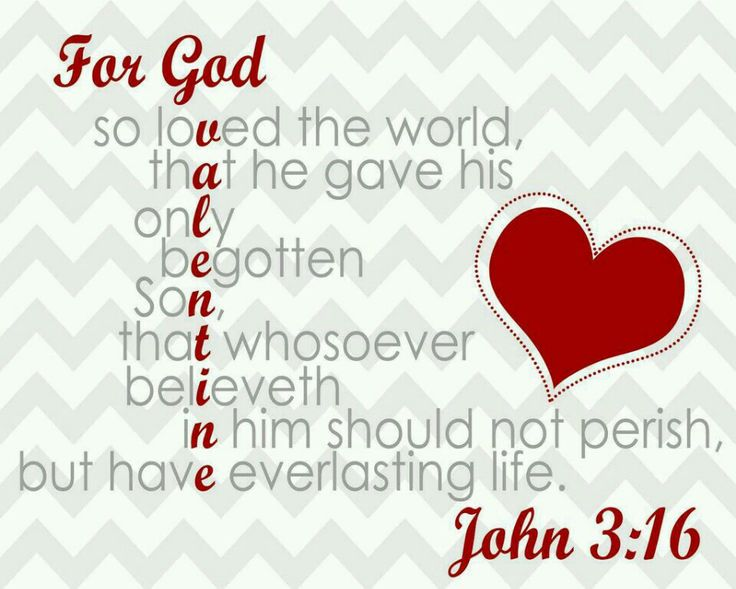 For God
so loved the world,
that he gave his
only
begotten
Son,
that whosoever
believeth
in him should not perish,
but have everlasting life.
John 3:16